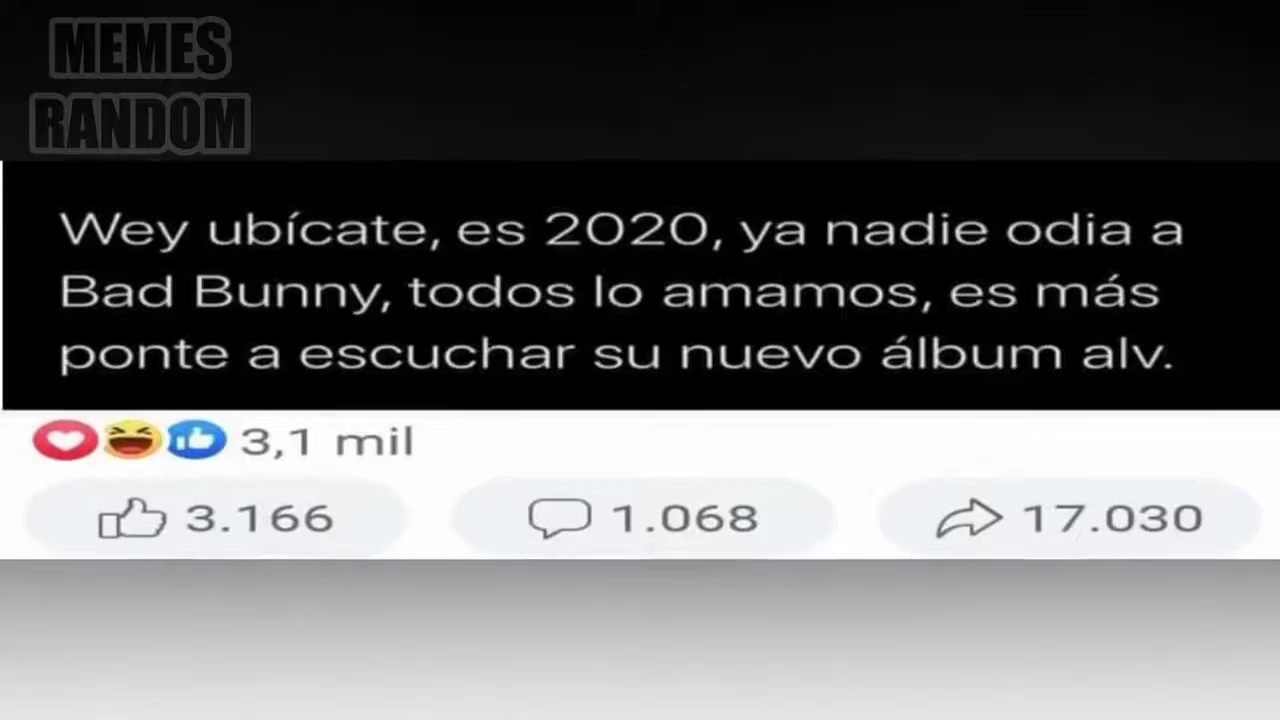 MEMES
RANDOM
Wey ubícate, es 2020, ya nadie odia a
Bad Bunny, todos lo amamos, es más
ponte a escuchar su nuevo álbum alv.
3,1 mil
3.166 1.068 17.030